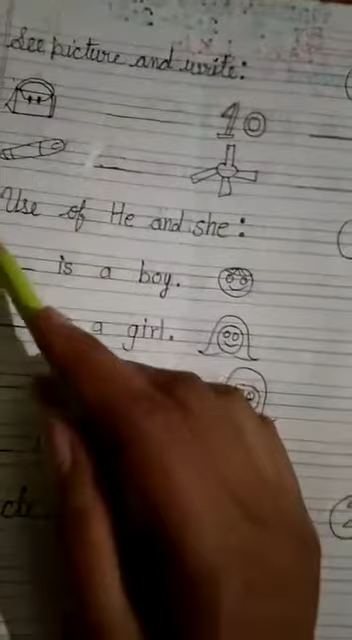 See picture and write:
10
Use of He and she:
is a boy.
a girl.